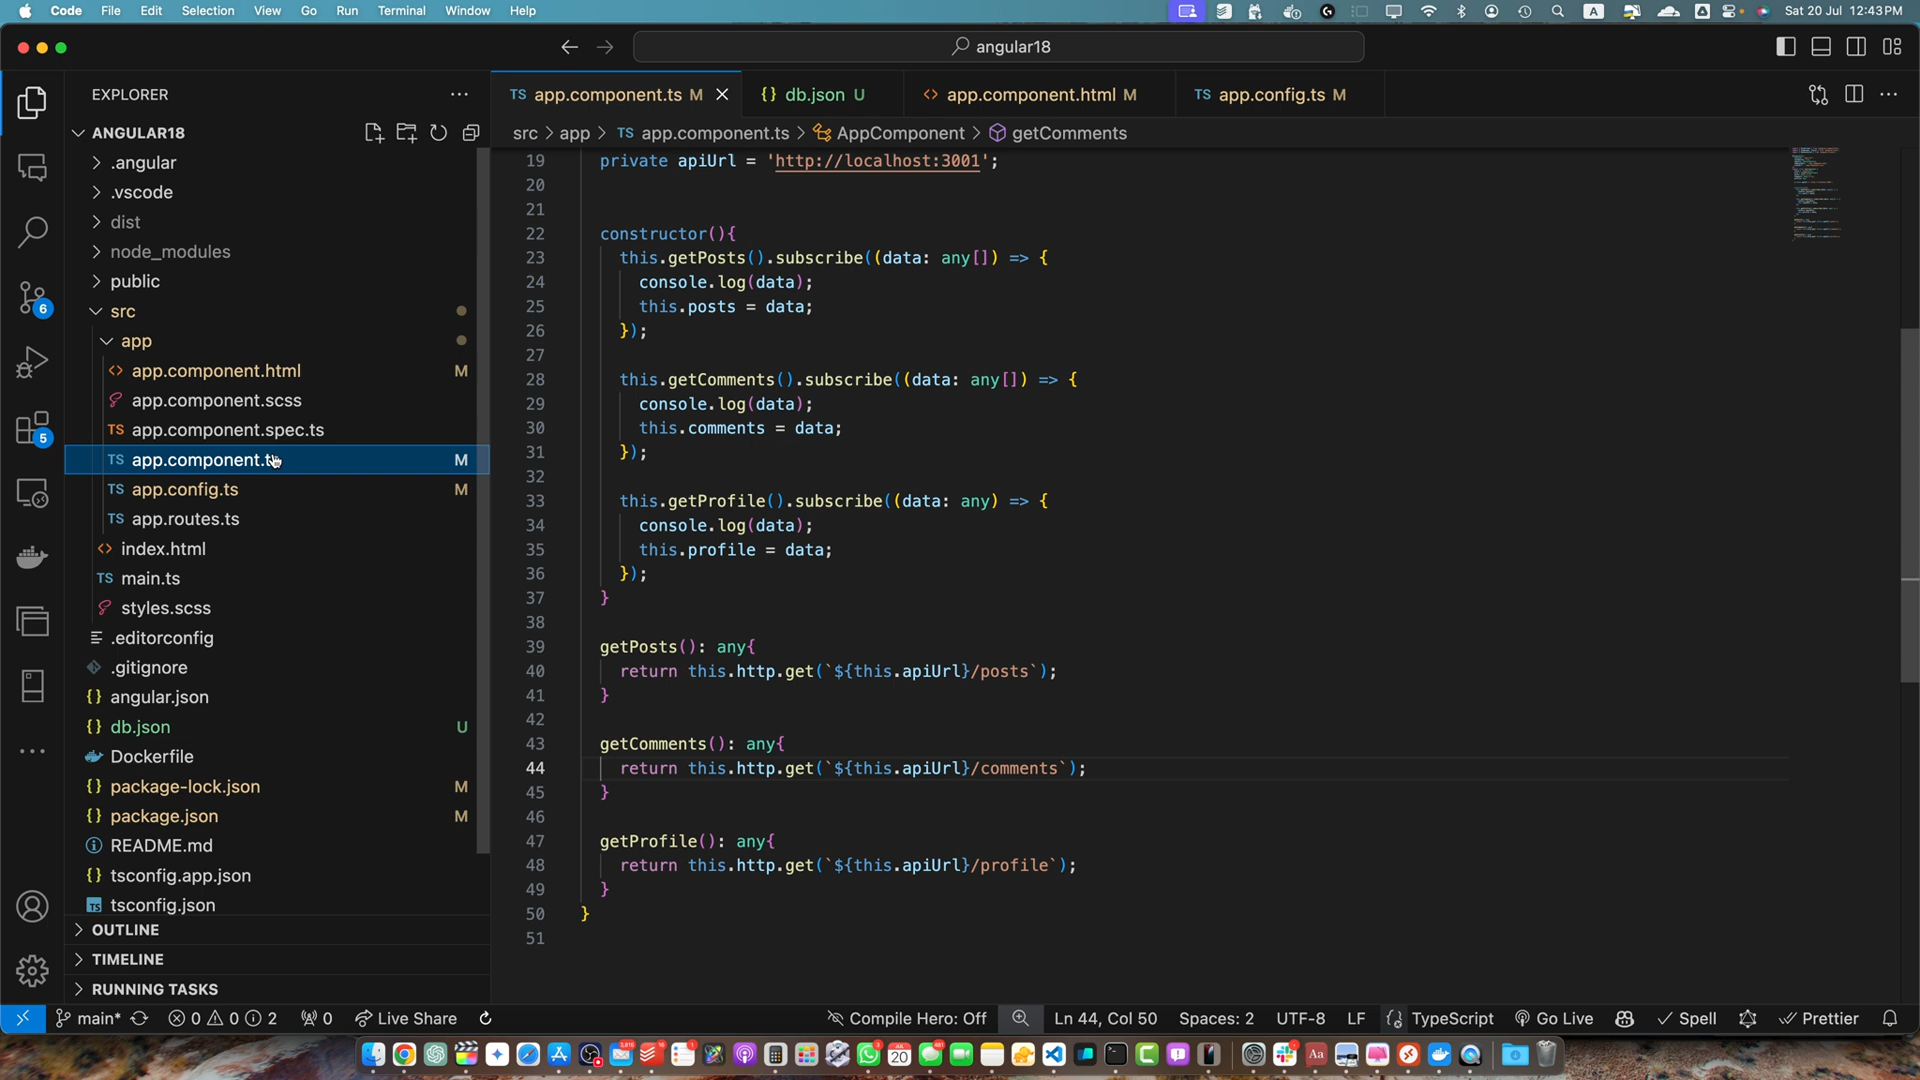 Code File Edit Selection View Go Run Terminal Window Help A Sat 20 Jul 12:43 PM
angular18
EXPLORER
ANGULAR18
.angular
.vscode
dist
node_modules
public
src
app
app.component.html M
app.component.scss
app.component.spec.ts
app.component.ts M
app.config.ts M
app.routes.ts
index.html
main.ts
styles.scss
.editorconfig
.gitignore
angular.json
db.json U
Dockerfile
package-lock.json M
package.json M
README.md
tsconfig.app.json
tsconfig.json
OUTLINE
TIMELINE
RUNNING TASKS
6
5
TS app.component.ts M {} db.json U <> app.component.html M TS app.config.ts M
src > app > TS app.component.ts > AppComponent > getComments
19 private apiUrl = 'http://localhost:3001';
20
21
22 constructor(){
23 this.getPosts().subscribe((data: any[]) => {
24 console.log(data);
25 this.posts = data;
26 });
27
28 this.getComments().subscribe((data: any[]) => {
29 console.log(data);
30 this.comments = data;
31 });
32
33 this.getProfile().subscribe((data: any) => {
34 console.log(data);
35 this.profile = data;
36 });
37 }
38
39 getPosts(): any{
40 return this.http.get(`${this.apiUrl}/posts`);
41 }
42
43 getComments(): any{
44 return this.http.get(`${this.apiUrl}/comments`);
45 }
46
47 getProfile(): any{
48 return this.http.get(`${this.apiUrl}/profile`);
49 }
50 }
51
main* 0 0 2 0 Live Share Compile Hero: Off Ln 44, Col 50 Spaces: 2 UTF-8 LF TypeScript Go Live Spell Prettier